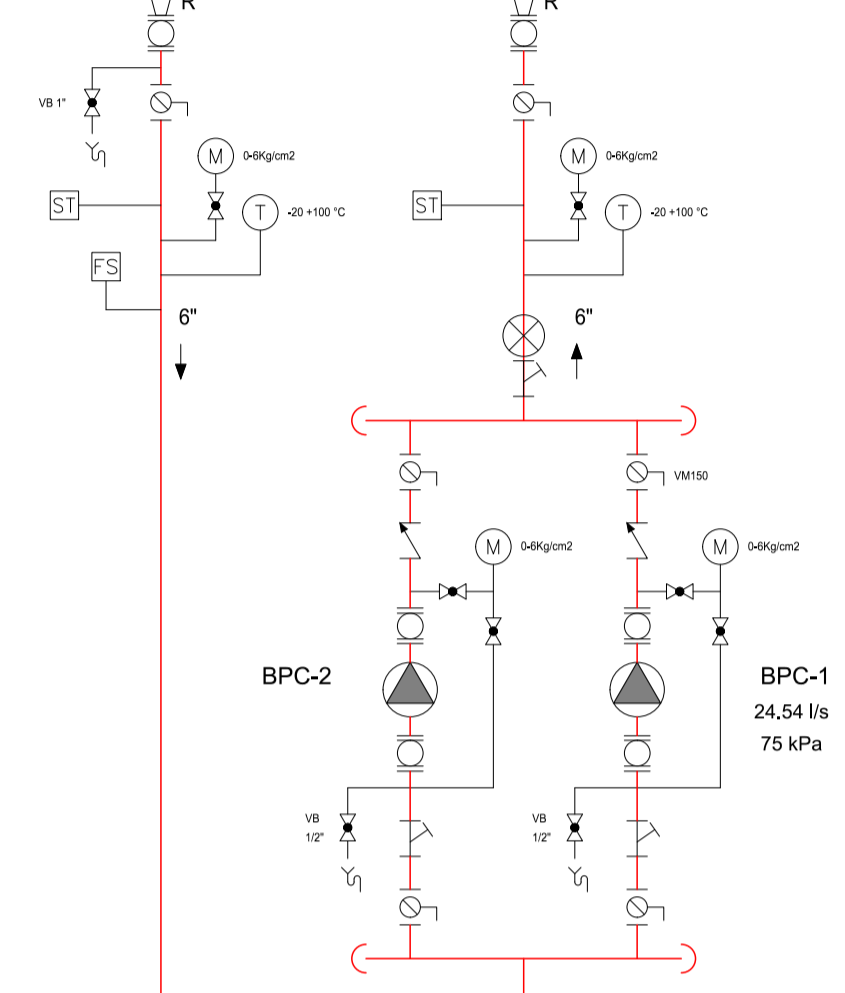 R
R
VB 1"
M
0-6Kg/cm2
M
0-6Kg/cm2
ST
T
-20 +100 °C
ST
T
-20 +100 °C
FS
6"
6"
VM150
M
0-6Kg/cm2
M
0-6Kg/cm2
BPC-2
BPC-1
24.54 l/s
75 kPa
VB
1/2"
VB
1/2"